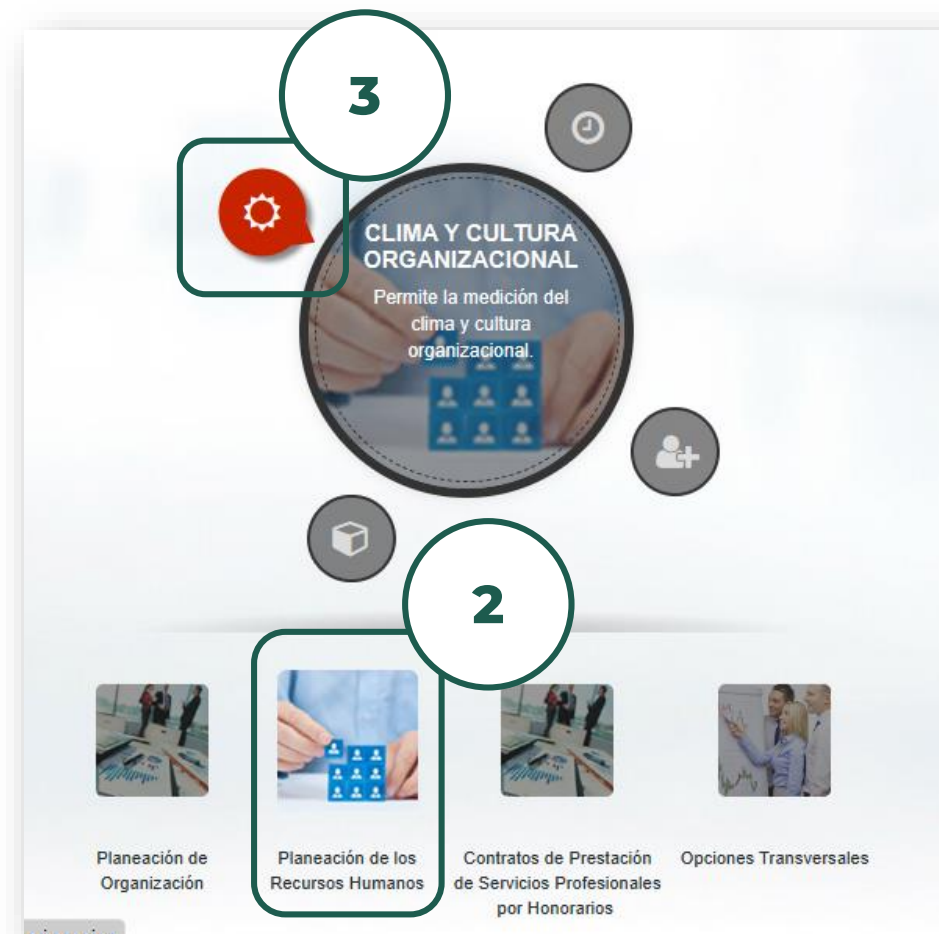 3
CLIMA Y CULTURA
ORGANIZACIONAL
Permite la medición del
clima y cultura
organizacional.
2
Planeación de
Organización
Planeación de los
Recursos Humanos
Contratos de Prestación
de Servicios Profesionales
por Honorarios
Opciones Transversales